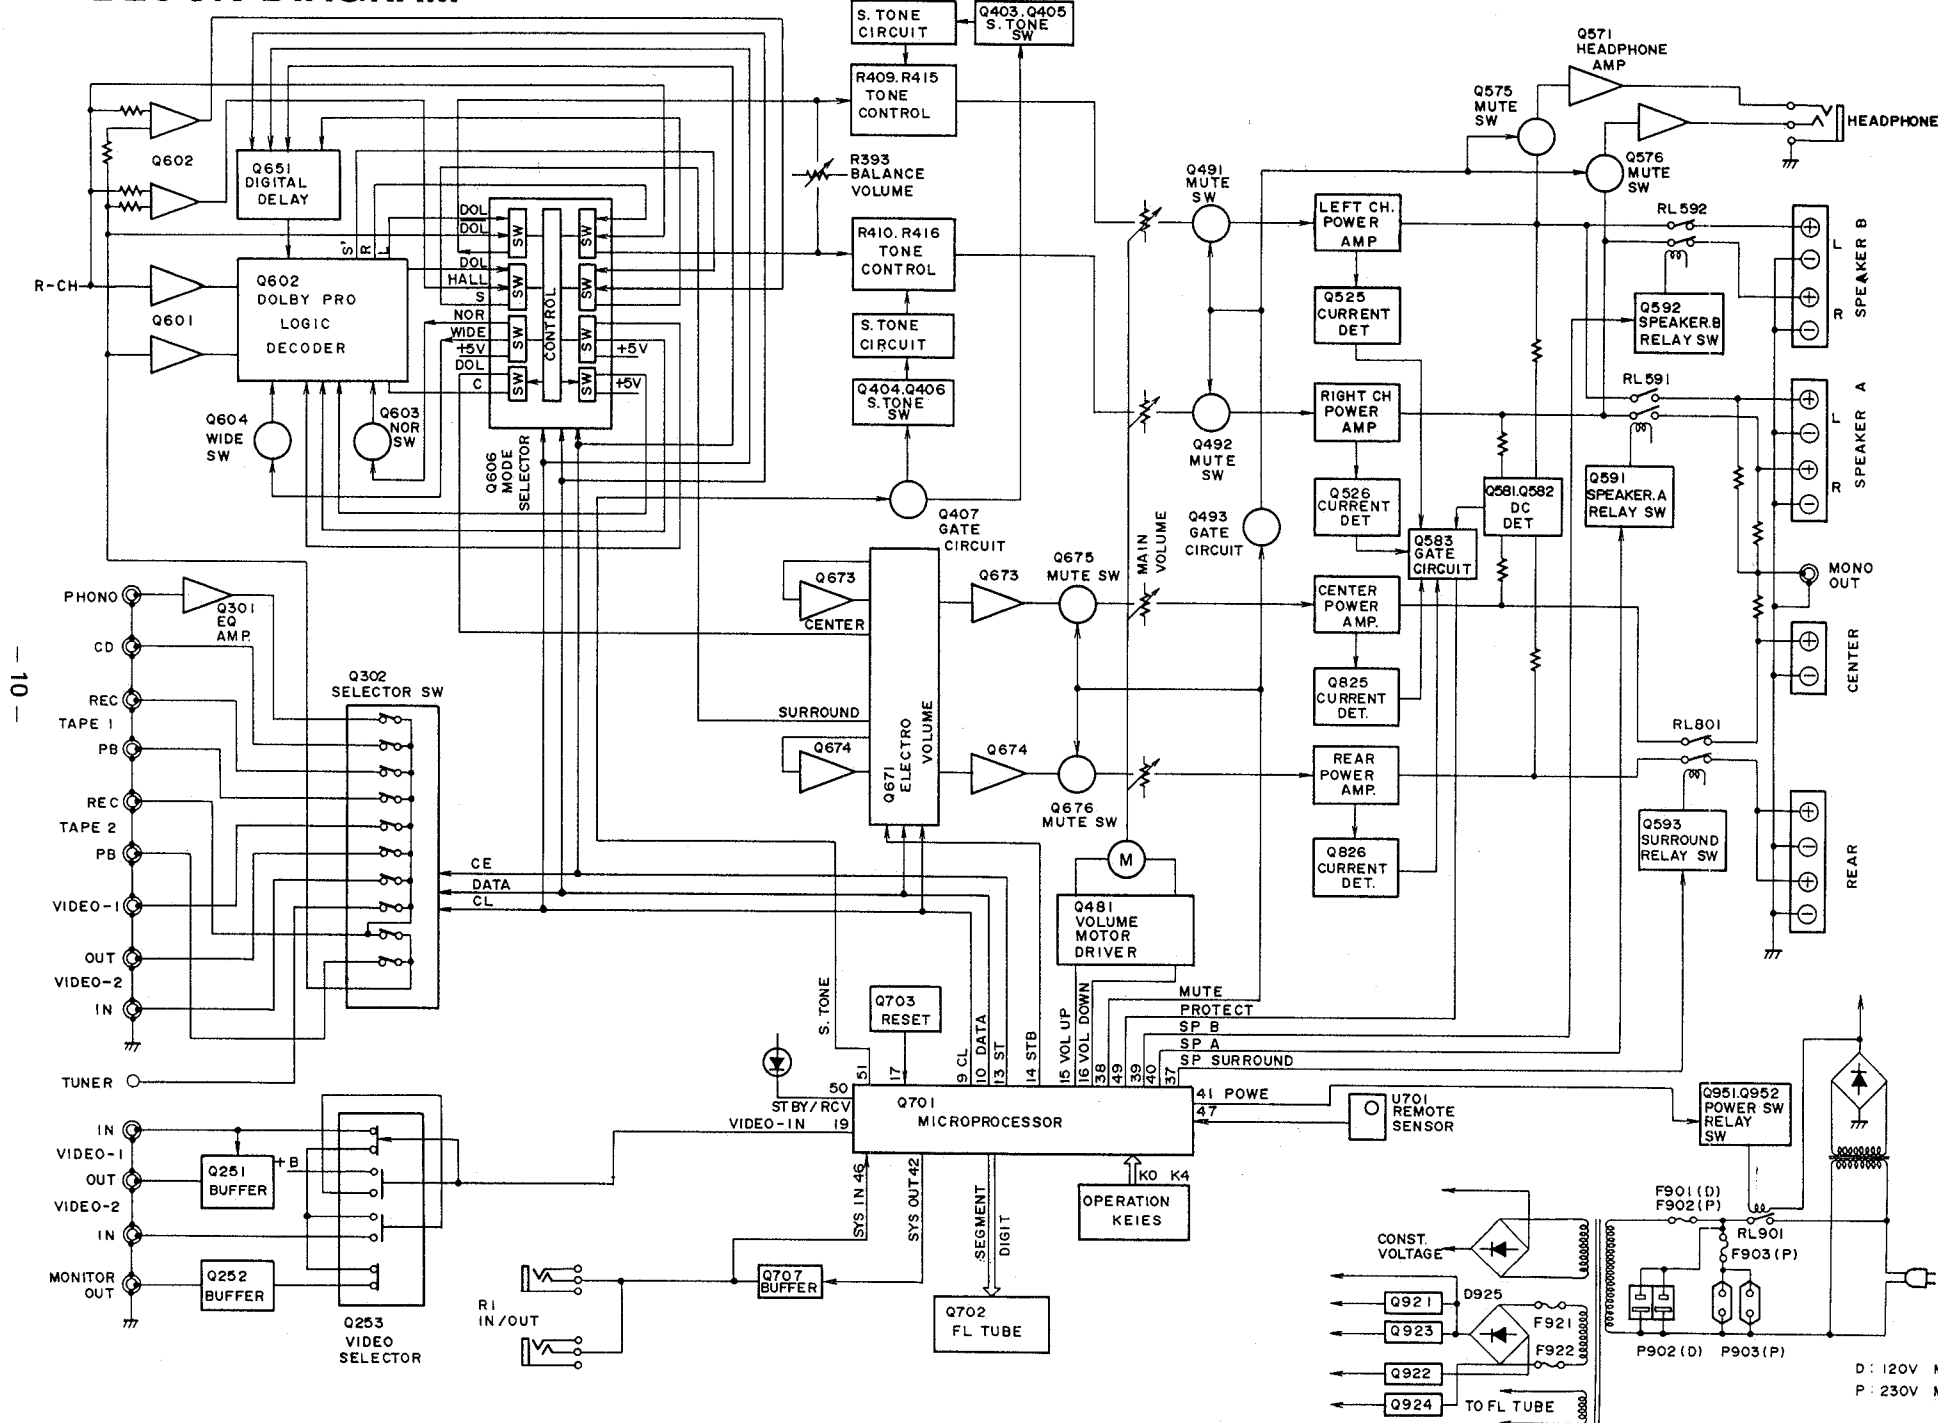 S. TONE
CIRCUIT
Q403.Q405
S. TONE
SW
R409.R415
TONE
CONTROL
Q571
HEADPHONE
AMP
Q575
MUTE
SW
HEADPHONE
Q602
Q651
DIGITAL
DELAY
R393
BALANCE
VOLUME
Q491
MUTE
SW
Q576
MUTE
SW
LEFT CH.
POWER
AMP
RL592
L
R
SPEAKER B
DOL
DOL
DOL
HALL
S
NOR
WIDE
+5V
DOL
C
SW
SW
SW
SW
CONTROL
SW
SW
SW
SW
+5V
+5V
S'
R
L
R410.R416
TONE
CONTROL
R-CH
Q602
DOLBY PRO
LOGIC
DECODER
Q601
S. TONE
CIRCUIT
Q525
CURRENT
DET
Q592
SPEAKER.B
RELAY SW
Q404.Q406
S.TONE
SW
RIGHT CH
POWER
AMP
RL591
L
R
SPEAKER A
Q604
WIDE
SW
Q603
NOR
SW
Q606
MODE
SELECTOR
Q492
MUTE
SW
Q407
GATE
CIRCUIT
Q526
CURRENT
DET
Q581.Q582
DC
DET
Q591
SPEAKER.A
RELAY SW
Q493
GATE
CIRCUIT
Q583
GATE
CIRCUIT
MAIN
VOLUME
Q675
MUTE SW
Q673
Q673
CENTER
CENTER
POWER
AMP.
MONO
OUT
CENTER
PHONO
Q301
EQ
AMP.
CD
REC
TAPE 1
PB
REC
TAPE 2
PB
VIDEO-1
OUT
VIDEO-2
IN
TUNER
Q302
SELECTOR SW
SURROUND
Q674
Q671
ELECTRO
VOLUME
Q674
Q676
MUTE SW
Q825
CURRENT
DET.
REAR
POWER
AMP.
Q826
CURRENT
DET.
RL801
Q593
SURROUND
RELAY SW
REAR
CE
DATA
CL
M
Q481
VOLUME
MOTOR
DRIVER
S. TONE
Q703
RESET
MUTE
PROTECT
SP B
SP A
SP SURROUND
51
17
9 CL
10 DATA
13 ST
14 STB
15 VOL UP
16 VOL DOWN
38
49
39
40
37
50
STBY/RCV
VIDEO-IN 19
Q701
MICROPROCESSOR
41 POWE
47
U701
REMOTE
SENSOR
Q951.Q952
POWER SW
RELAY
SW
IN
VIDEO-1
OUT
VIDEO-2
IN
MONITOR
OUT
Q251
BUFFER
+B
Q252
BUFFER
Q253
VIDEO
SELECTOR
SYS IN 46
SYS OUT 42
SEGMENT
DIGIT
K0 K4
OPERATION
KEIES
RI
IN/OUT
Q707
BUFFER
Q702
FL TUBE
CONST.
VOLTAGE
F901(D)
F902(P)
RL901
F903(P)
Q921
Q923
Q922
Q924
D925
F921
F922
TO FL TUBE
P902(D)
P903(P)
D : 120V
P : 230V
— 10 —